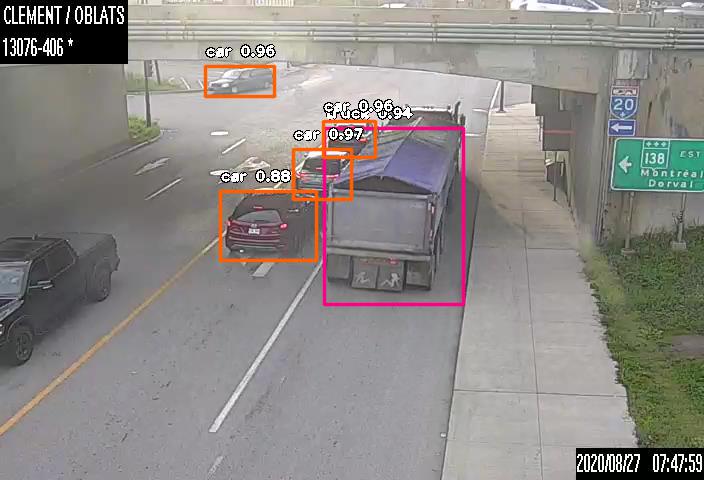 CLEMENT / OBLATS
13076-406 *
car 0.96
car 0.96
truck 0.94
car 0.97
car 0.88
20
138
EST
Montréal
Dorval
2020/08/27 07:47:59